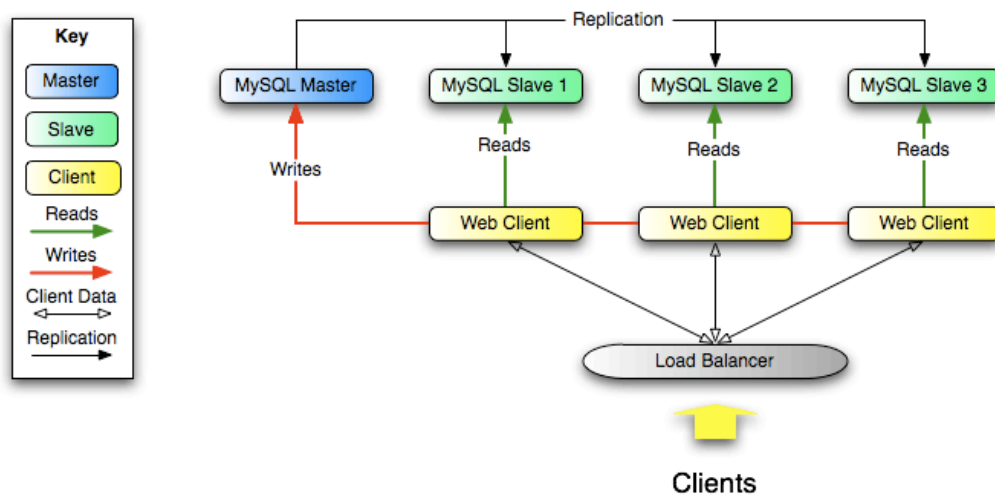 Key
Master
Slave
Client
Reads
Writes
Client Data
Replication
Replication
MySQL Master
MySQL Slave 1
MySQL Slave 2
MySQL Slave 3
Writes
Reads
Reads
Reads
Web Client
Web Client
Web Client
Load Balancer
Clients